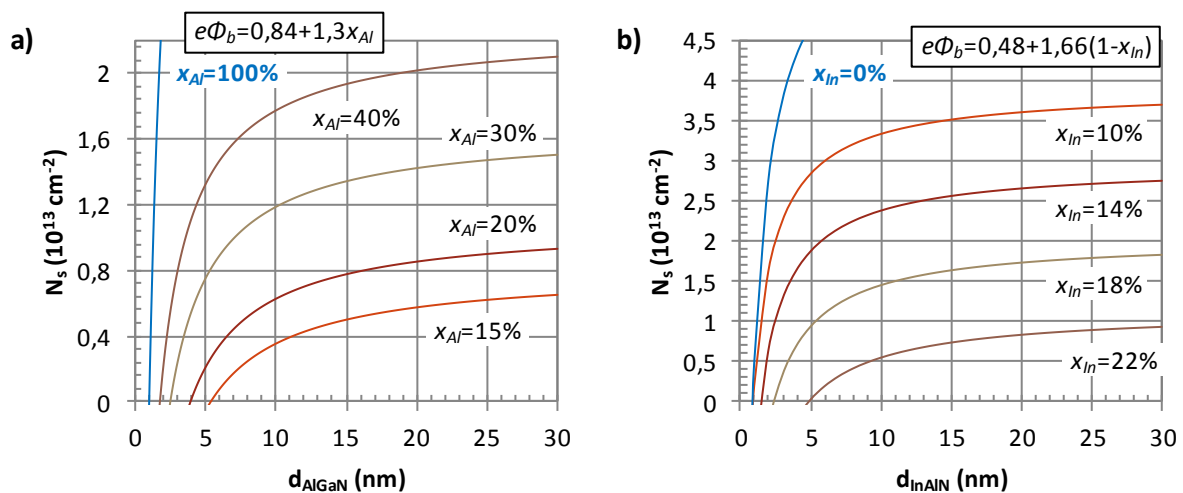 a)
eΦb=0,84+1,3xAl
2
1,6
1,2
0,8
0,4
0
Ns (10¹³ cm⁻²)
xAl=100%
xAl=40%
xAl=30%
xAl=20%
xAl=15%
0 5 10 15 20 25 30
dAlGaN (nm)
b)
eΦb=0,48+1,66(1-xIn)
4,5
4
3,5
3
2,5
2
1,5
1
0,5
0
Ns (10¹³ cm⁻²)
xIn=0%
xIn=10%
xIn=14%
xIn=18%
xIn=22%
0 5 10 15 20 25 30
dInAlN (nm)